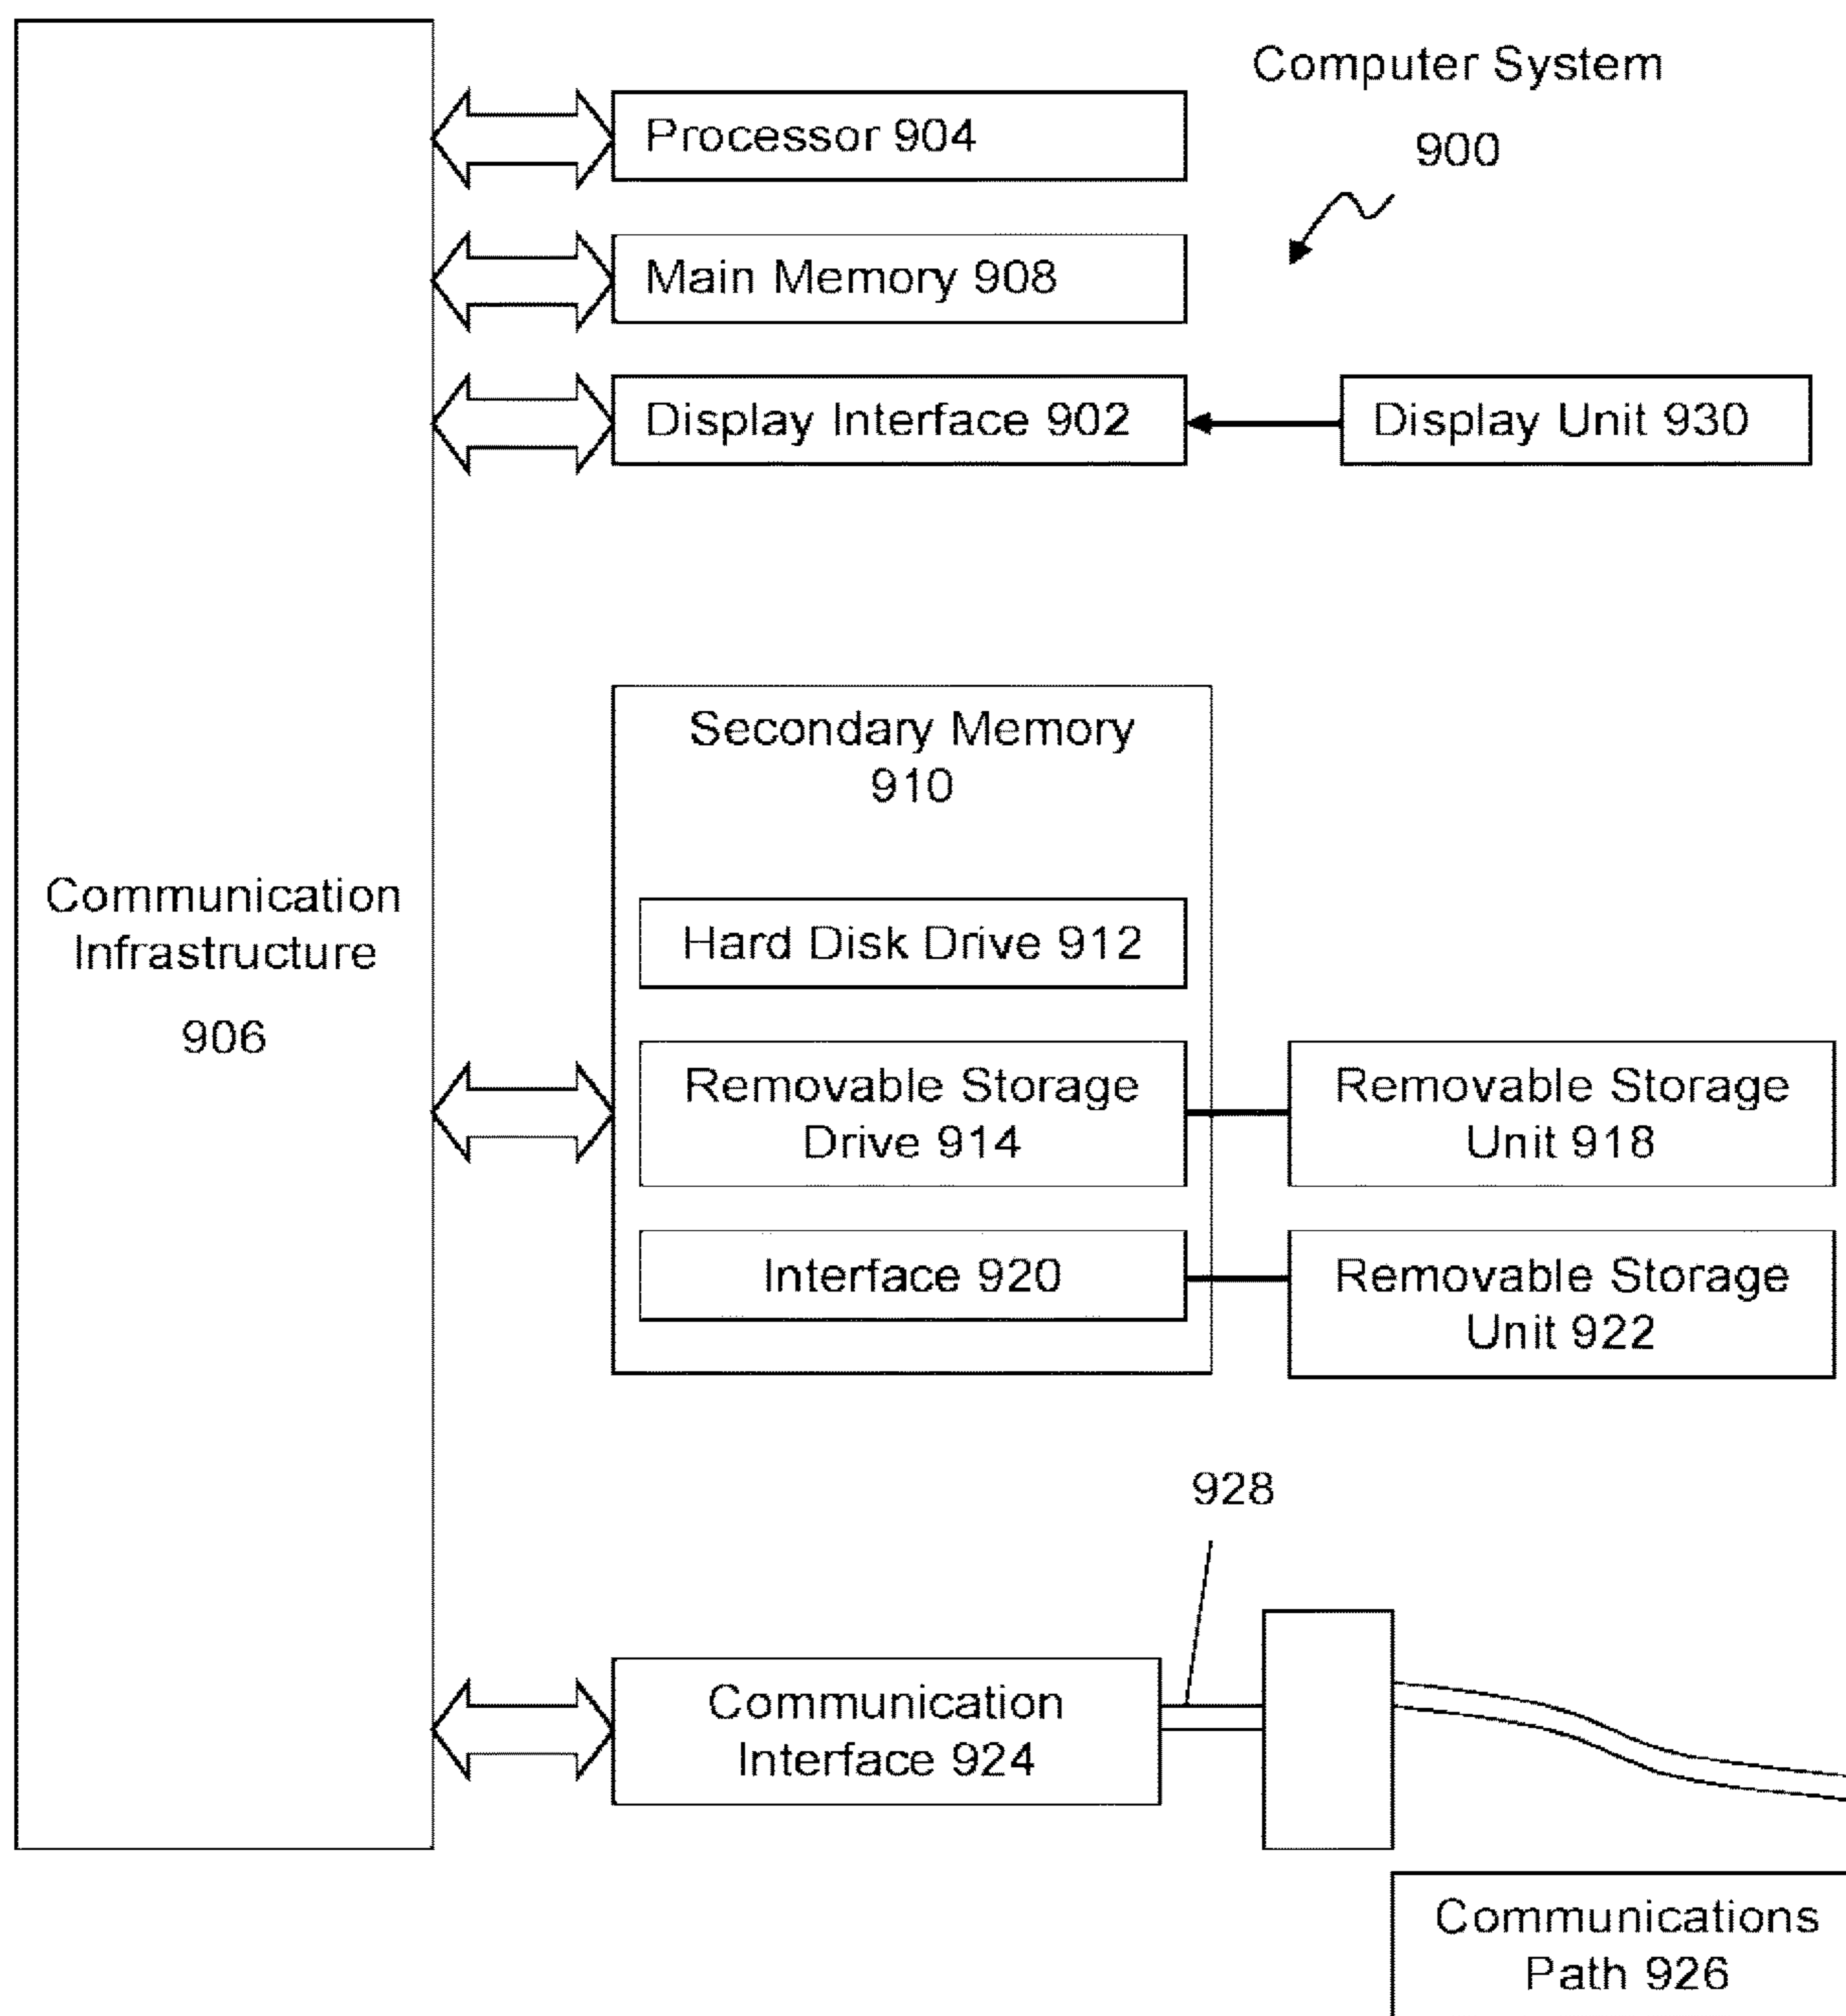 Computer System
900
Processor 904
Main Memory 908
Display Interface 902
Display Unit 930
Secondary Memory
910
Communication
Infrastructure
906
Hard Disk Drive 912
Removable Storage
Drive 914
Removable Storage
Unit 918
Interface 920
Removable Storage
Unit 922
928
Communication
Interface 924
Communications
Path 926